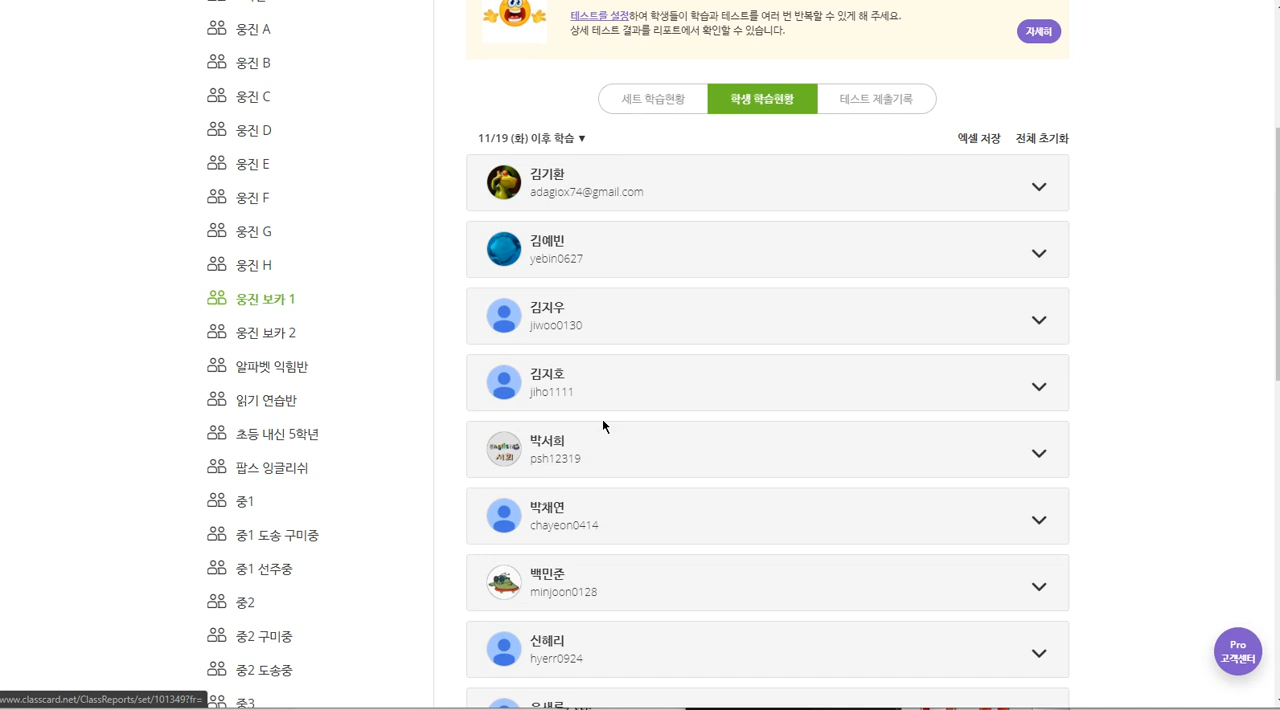 웅진 A
웅진 B
웅진 C
웅진 D
웅진 E
웅진 F
웅진 G
웅진 H
웅진 보카 1
웅진 보카 2
알파벳 익힘반
읽기 연습반
초등 내신 5학년
팝스 잉글리쉬
중1
중1 도송 구미중
중1 선주중
중2
중2 구미중
중2 도송중
중3
www.classcard.net/ClassReports/set/101349?fr=
테스트를 설정하여 학생들이 학습과 테스트를 여러 번 반복할 수 있게 해 주세요.
상세 테스트 결과를 리포트에서 확인할 수 있습니다.
자세히
세트 학습현황
학생 학습현황
테스트 제출기록
11/19 (화) 이후 학습 ▼
엑셀 저장 전체 초기화
김기환
adagiox74@gmail.com
김예빈
yebin0627
김지우
jiwoo0130
김지호
jiho1111
박서희
psh12319
박채연
chayeon0414
백민준
minjoon0128
신혜리
hyerr0924
Pro
고객센터